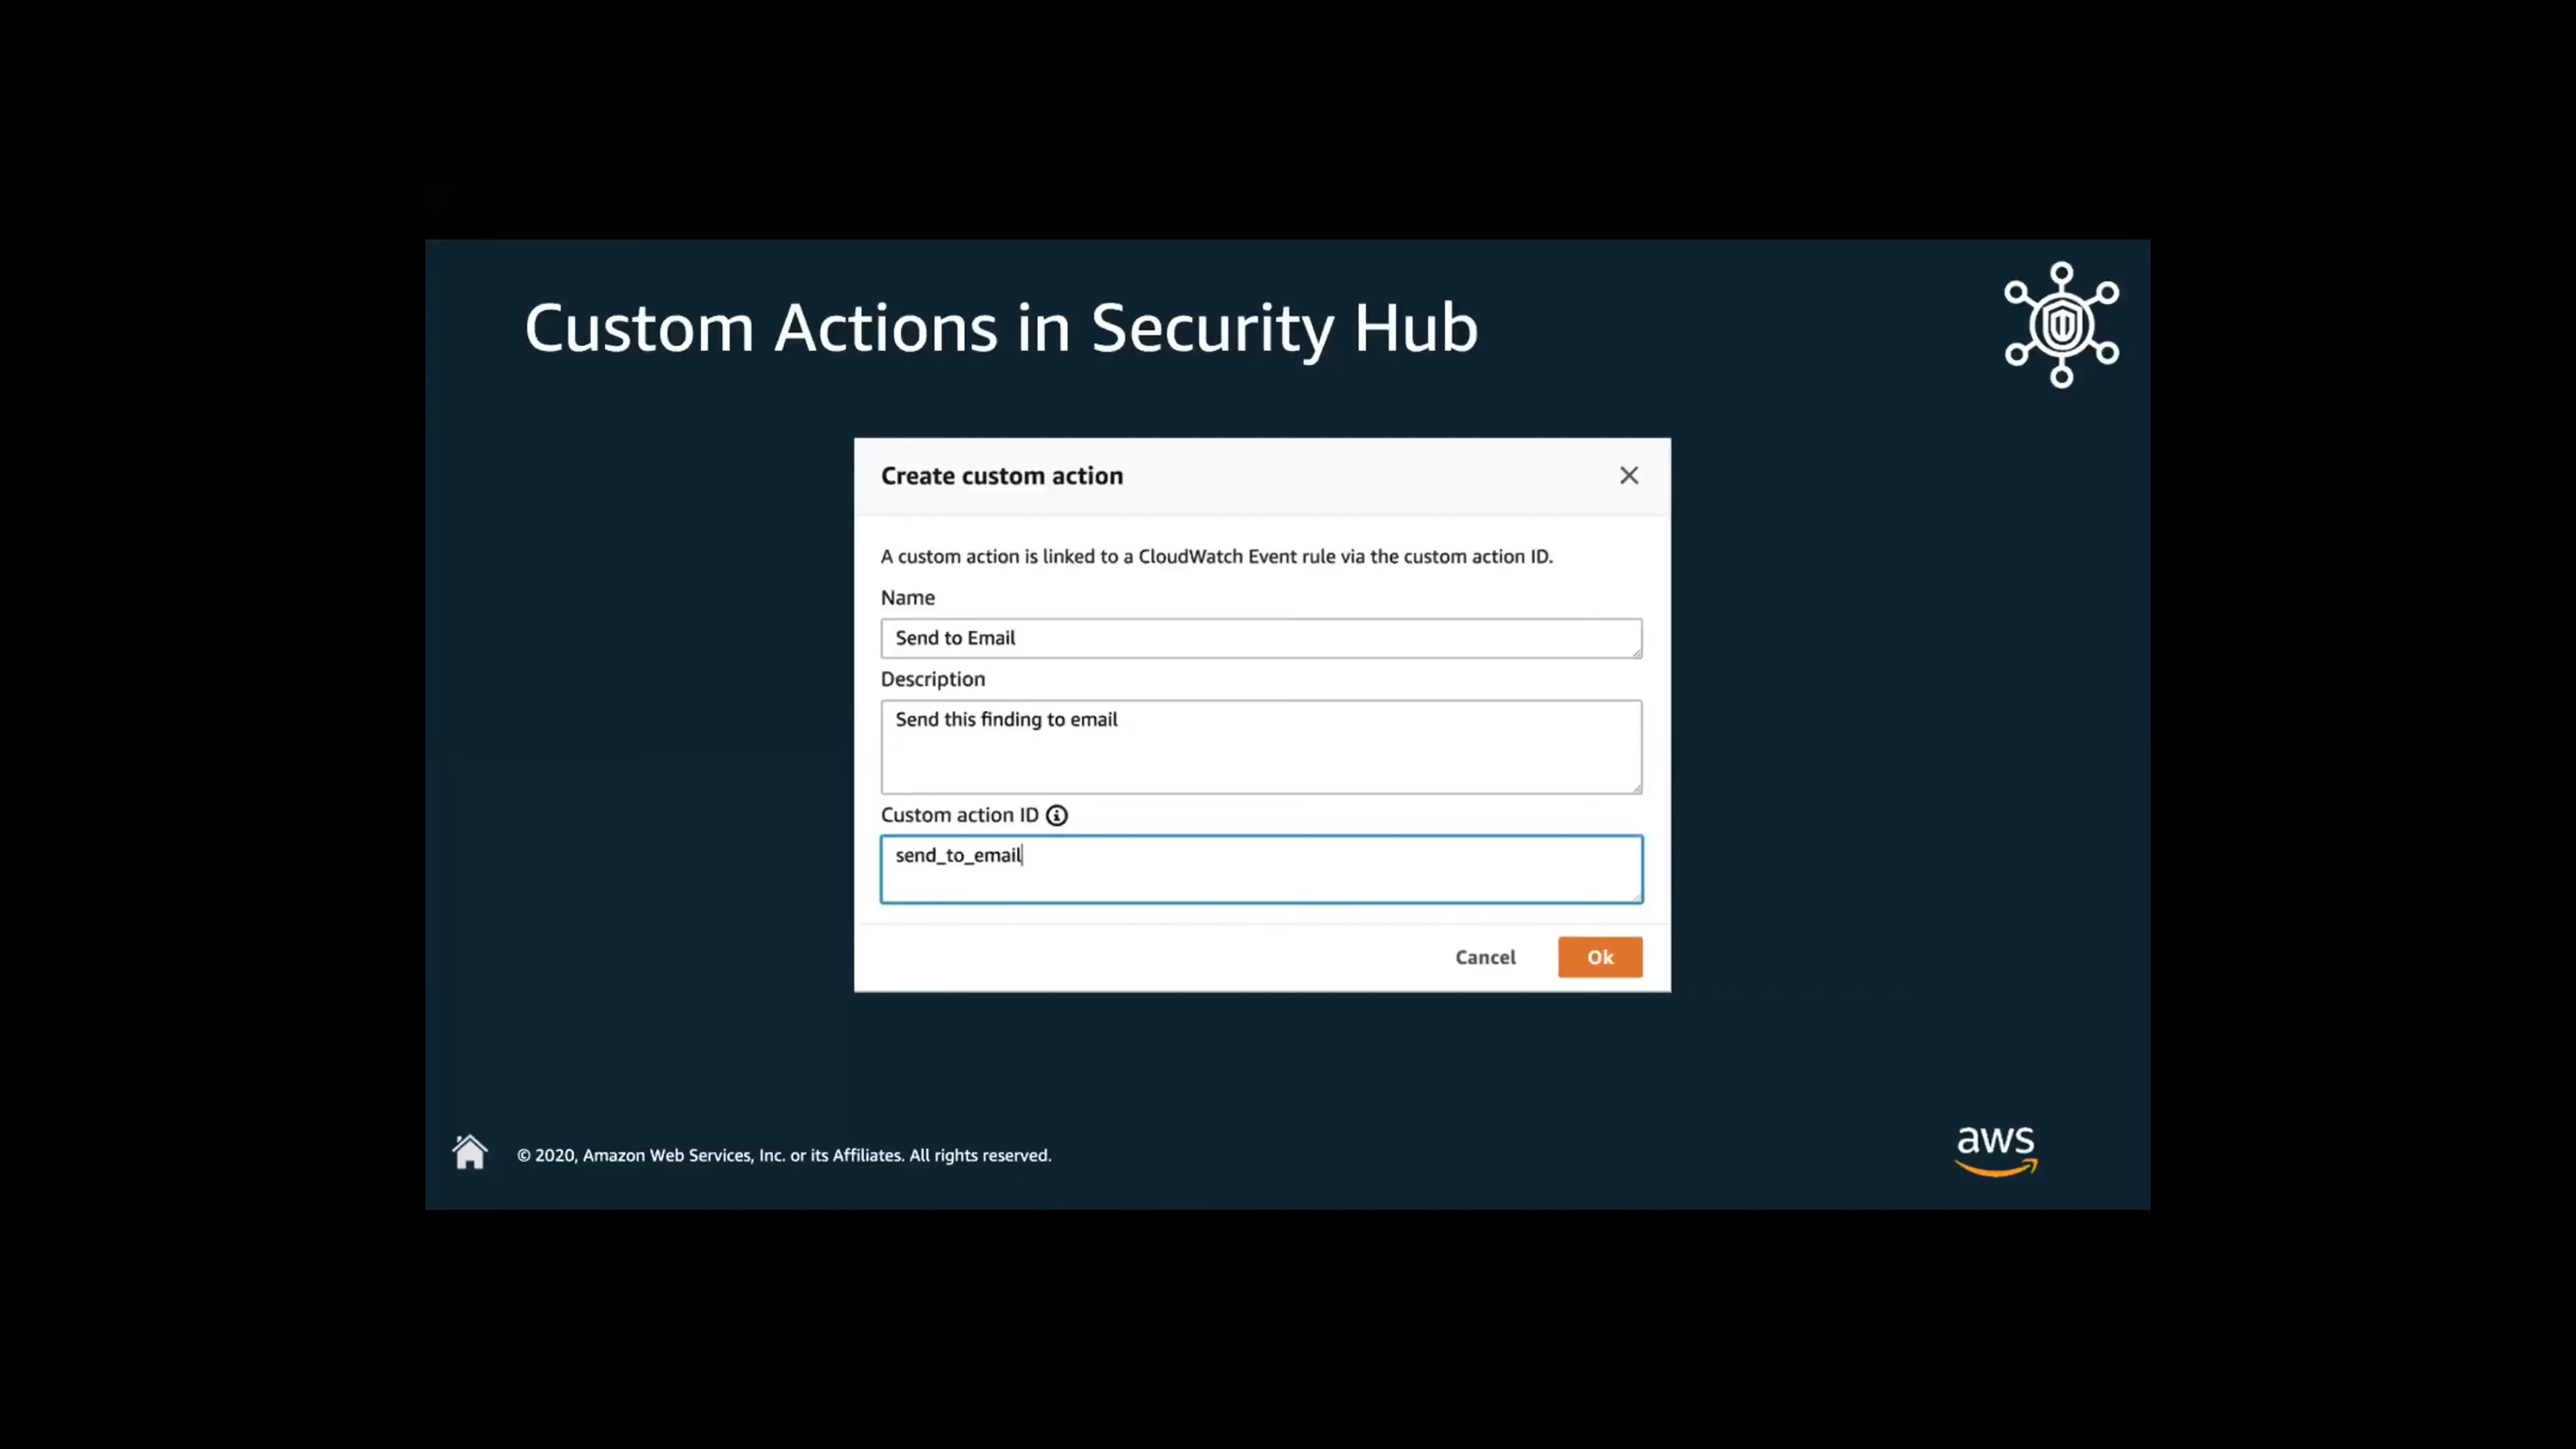 Custom Actions in Security Hub
Create custom action
A custom action is linked to a CloudWatch Event rule via the custom action ID.
Name
Send to Email
Description
Send this finding to email
Custom action ID
send_to_email
Cancel
Ok
© 2020, Amazon Web Services, Inc. or its Affiliates. All rights reserved.
aws